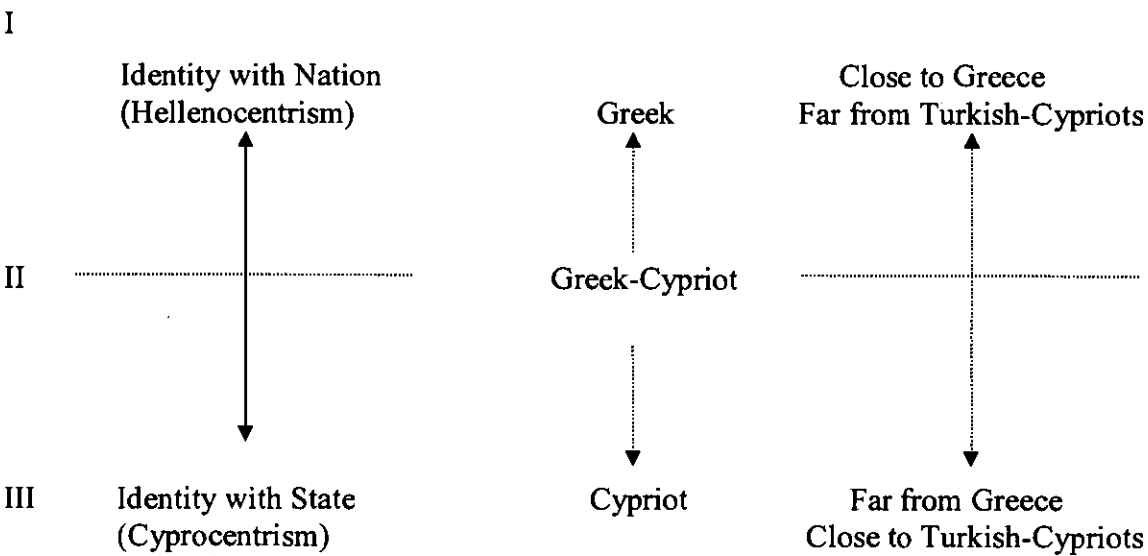 I
Identity with Nation
(Hellenocentrism)
Greek
Close to Greece
Far from Turkish-Cypriots
II
Greek-Cypriot
III
Identity with State
(Cyprocentrism)
Cypriot
Far from Greece
Close to Turkish-Cypriots